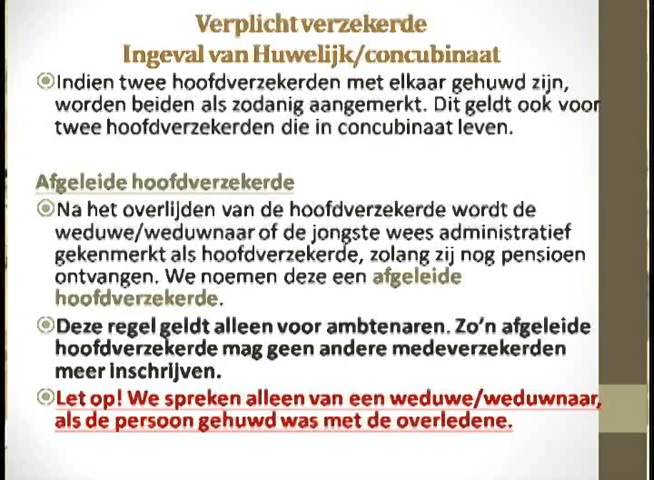 Verplicht verzekerde
Ingeval van Huwelijk/concubinaat
Indien twee hoofdverzekerden met elkaar gehuwd zijn,
worden beiden als zodanig aangemerkt. Dit geldt ook voor
twee hoofdverzekerden die in concubinaat leven.
Afgeleide hoofdverzekerde
Na het overlijden van de hoofdverzekerde wordt de
weduwe/weduwnaar of de jongste wees administratief
gekenmerkt als hoofdverzekerde, zolang zij nog pensioen
ontvangen. We noemen deze een afgeleide
hoofdverzekerde.
Deze regel geldt alleen voor ambtenaren. Zo'n afgeleide
hoofdverzekerde mag geen andere medeverzekerden
meer inschrijven.
Let op! We spreken alleen van een weduwe/weduwnaar,
als de persoon gehuwd was met de overledene.